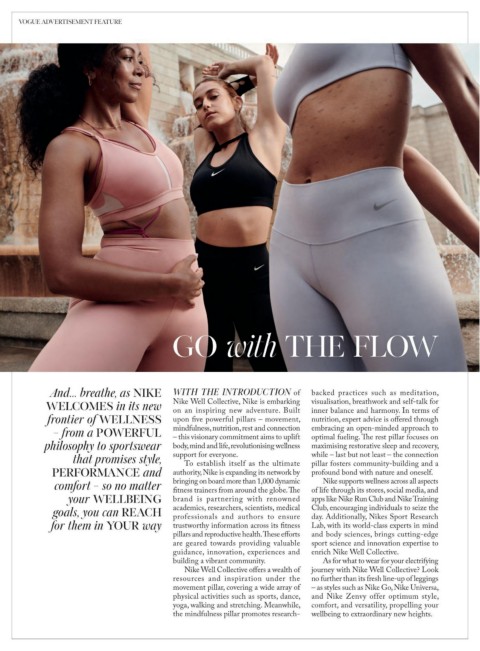 VOGUE ADVERTISEMENT FEATURE
GO with THE FLOW
And... breathe, as NIKE
WELCOMES in its new
frontier of WELLNESS
– from a POWERFUL
philosophy to sportswear
that promises style,
PERFORMANCE and
comfort – so no matter
your WELLBEING
goals, you can REACH
for them in YOUR way
WITH THE INTRODUCTION of
Nike Well Collective, Nike is embarking
on an inspiring new adventure. Built
upon five powerful pillars – movement,
mindfulness, nutrition, rest and connection
– this visionary commitment aims to uplift
body, mind and life, revolutionising wellness
support for everyone.
To establish itself as the ultimate
authority, Nike is expanding its network by
bringing on board more than 1,000 dynamic
fitness trainers from around the globe. The
brand is partnering with renowned
academics, researchers, scientists, medical
professionals and authors to ensure
trustworthy information across its fitness
pillars and reproductive health. These efforts
are geared towards providing valuable
guidance, innovation, experiences and
building a vibrant community.
Nike Well Collective offers a wealth of
resources and inspiration under the
movement pillar, covering a wide array of
physical activities such as sports, dance,
yoga, walking and stretching. Meanwhile,
the mindfulness pillar promotes research-
backed practices such as meditation,
visualisation, breathwork and self-talk for
inner balance and harmony. In terms of
nutrition, expert advice is offered through
embracing an open-minded approach to
optimal fueling. The rest pillar focuses on
maximising restorative sleep and recovery,
while – last but not least – the connection
pillar fosters community-building and a
profound bond with nature and oneself.
Nike supports wellness across all aspects
of life through its stores, social media, and
apps like Nike Run Club and Nike Training
Club, encouraging individuals to seize the
day. Additionally, Nikes Sport Research
Lab, with its world-class experts in mind
and body sciences, brings cutting-edge
sport science and innovation expertise to
enrich Nike Well Collective.
As for what to wear for your electrifying
journey with Nike Well Collective? Look
no further than its fresh line-up of leggings
– as styles such as Nike Go, Nike Universa,
and Nike Zenvy offer optimum style,
comfort, and versatility, propelling your
wellbeing to extraordinary new heights.